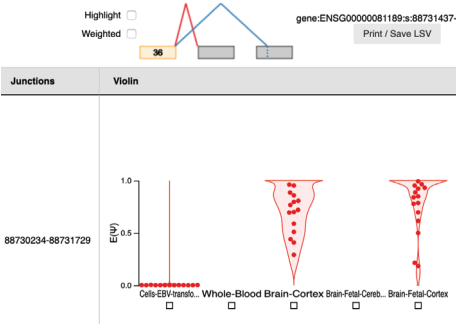 Highlight
gene:ENSG00000081189:s:88731437-
Weighted
Print / Save LSV
36
Junctions
Violin
1.0
E(Ψ)
0.5
88730234-88731729
0.0
Cells-EBV-transfo... Whole-Blood Brain-Cortex Brain-Fetal-Cereb... Brain-Fetal-Cortex